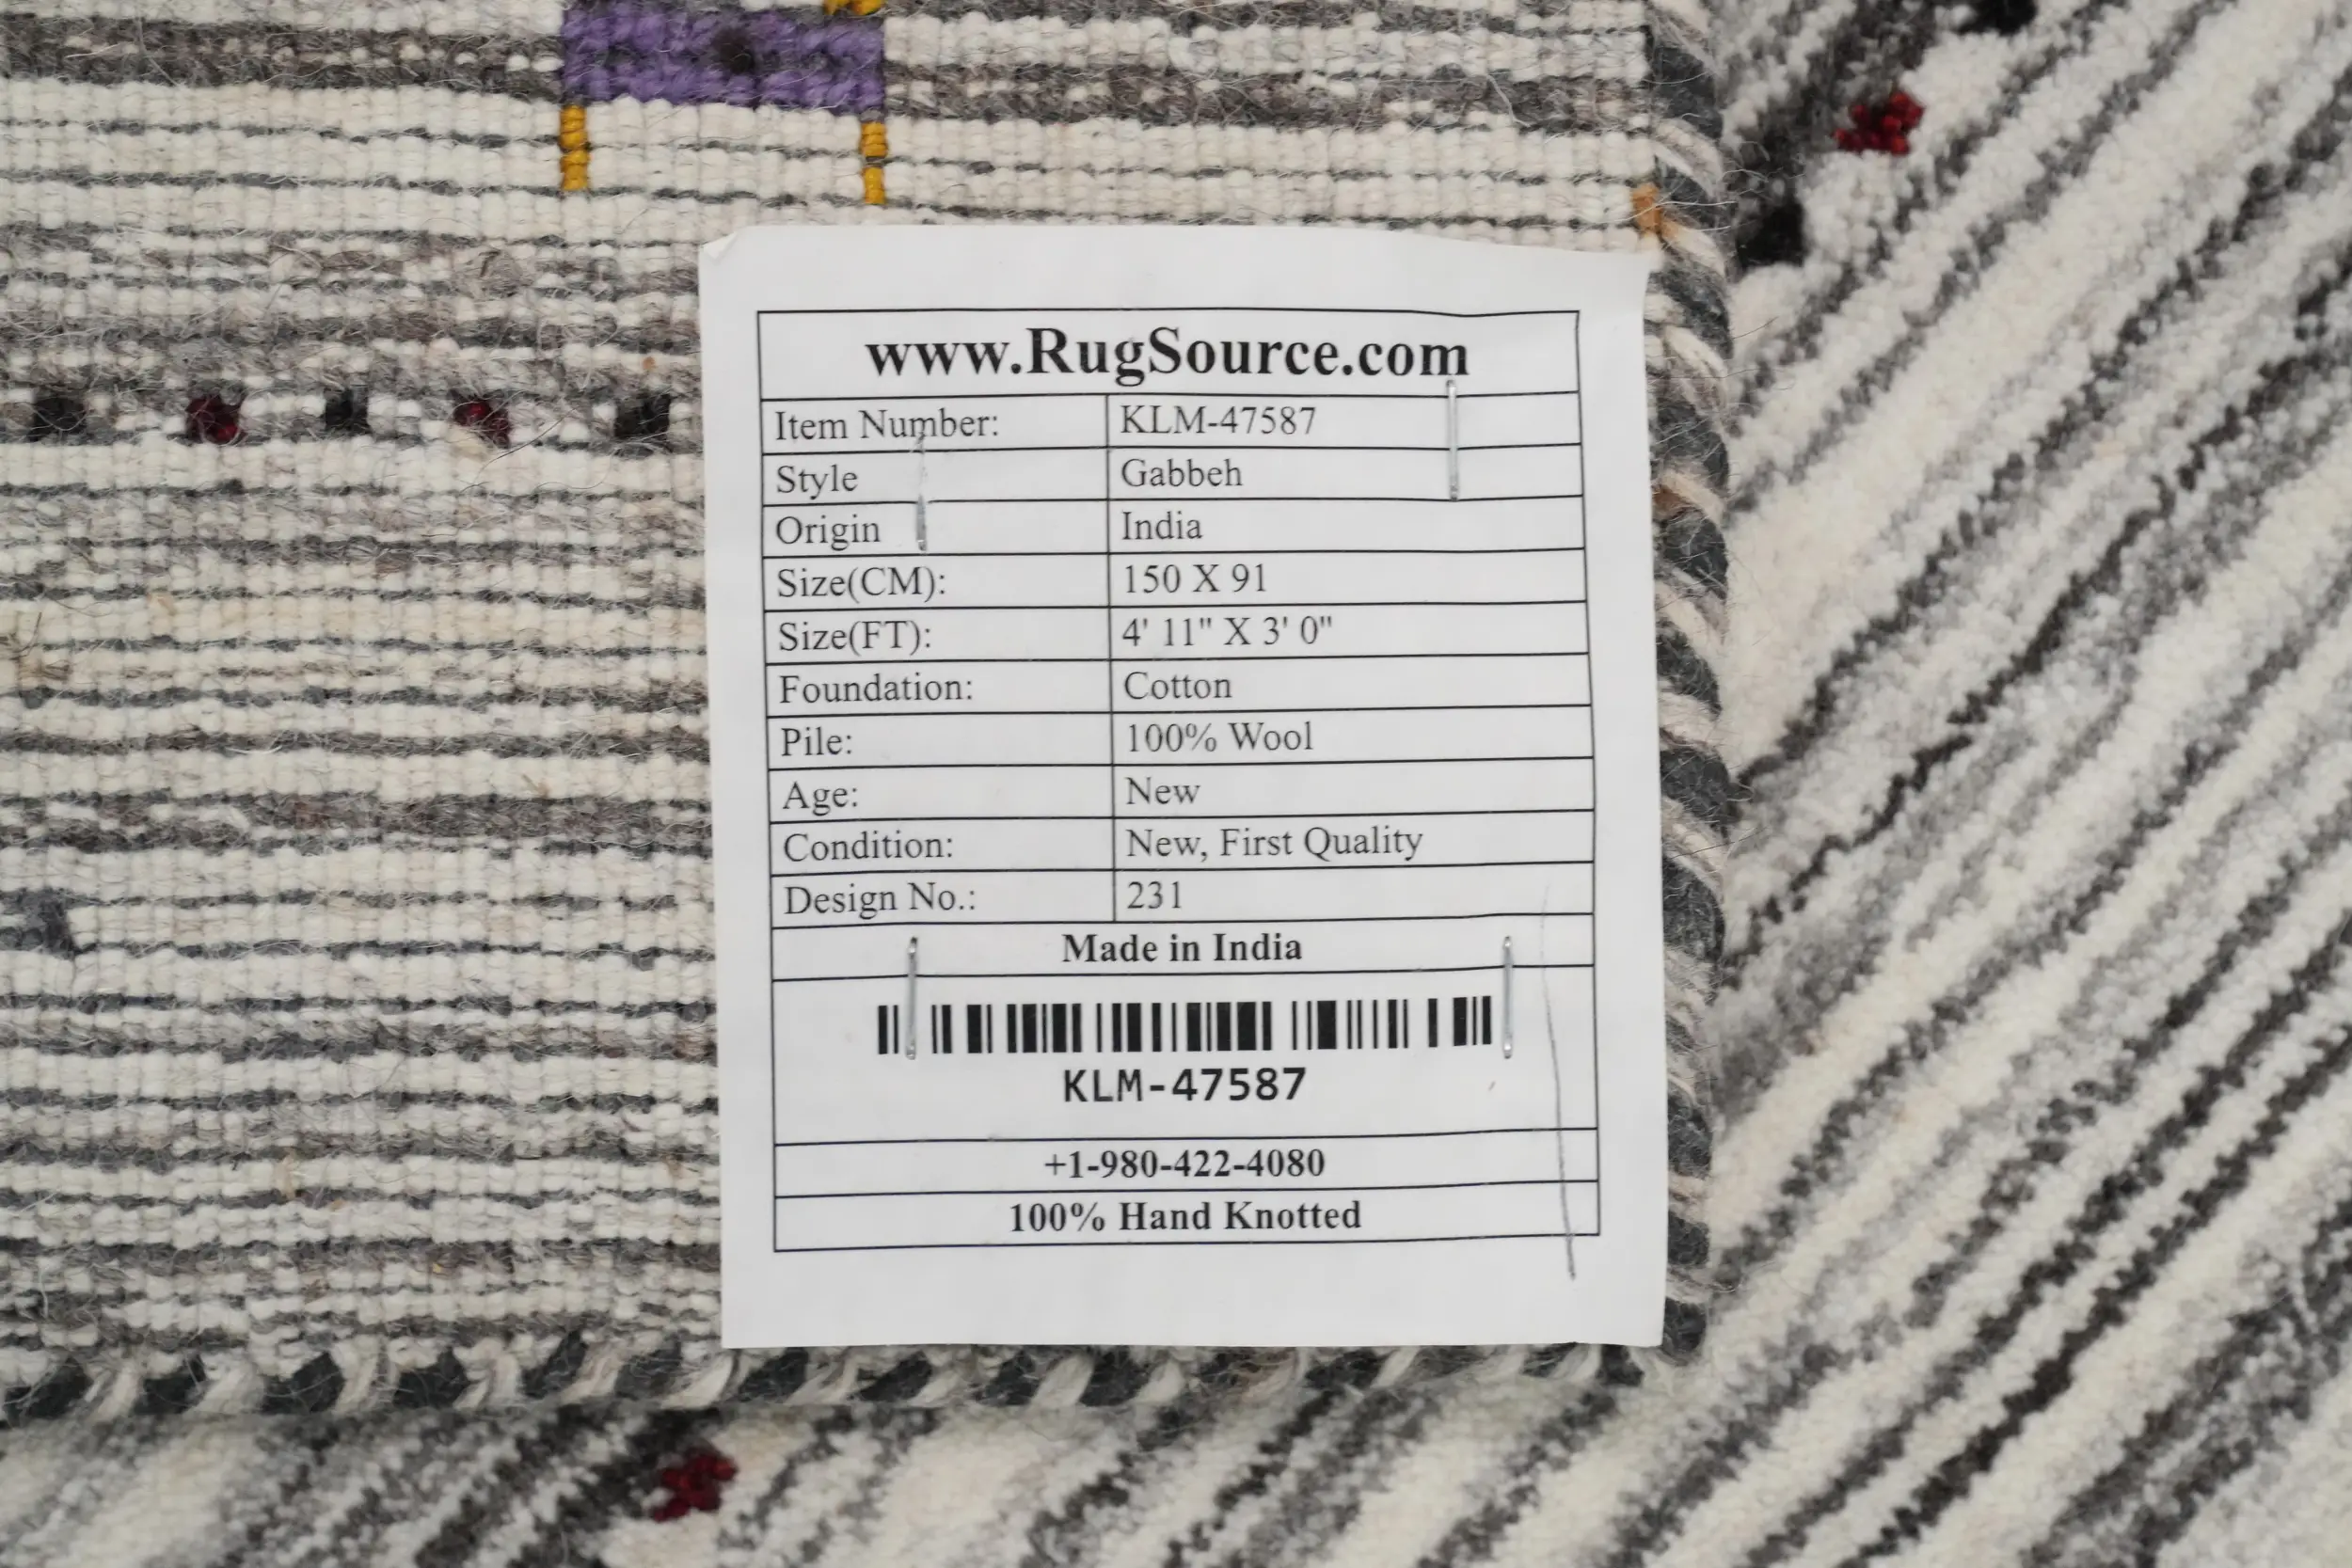 www.RugSource.com
Item Number: KLM-47587
Style Gabbeh
Origin India
Size(CM): 150 X 91
Size(FT): 4' 11" X 3' 0"
Foundation: Cotton
Pile: 100% Wool
Age: New
Condition: New, First Quality
Design No.: 231
Made in India
KLM-47587
+1-980-422-4080
100% Hand Knotted